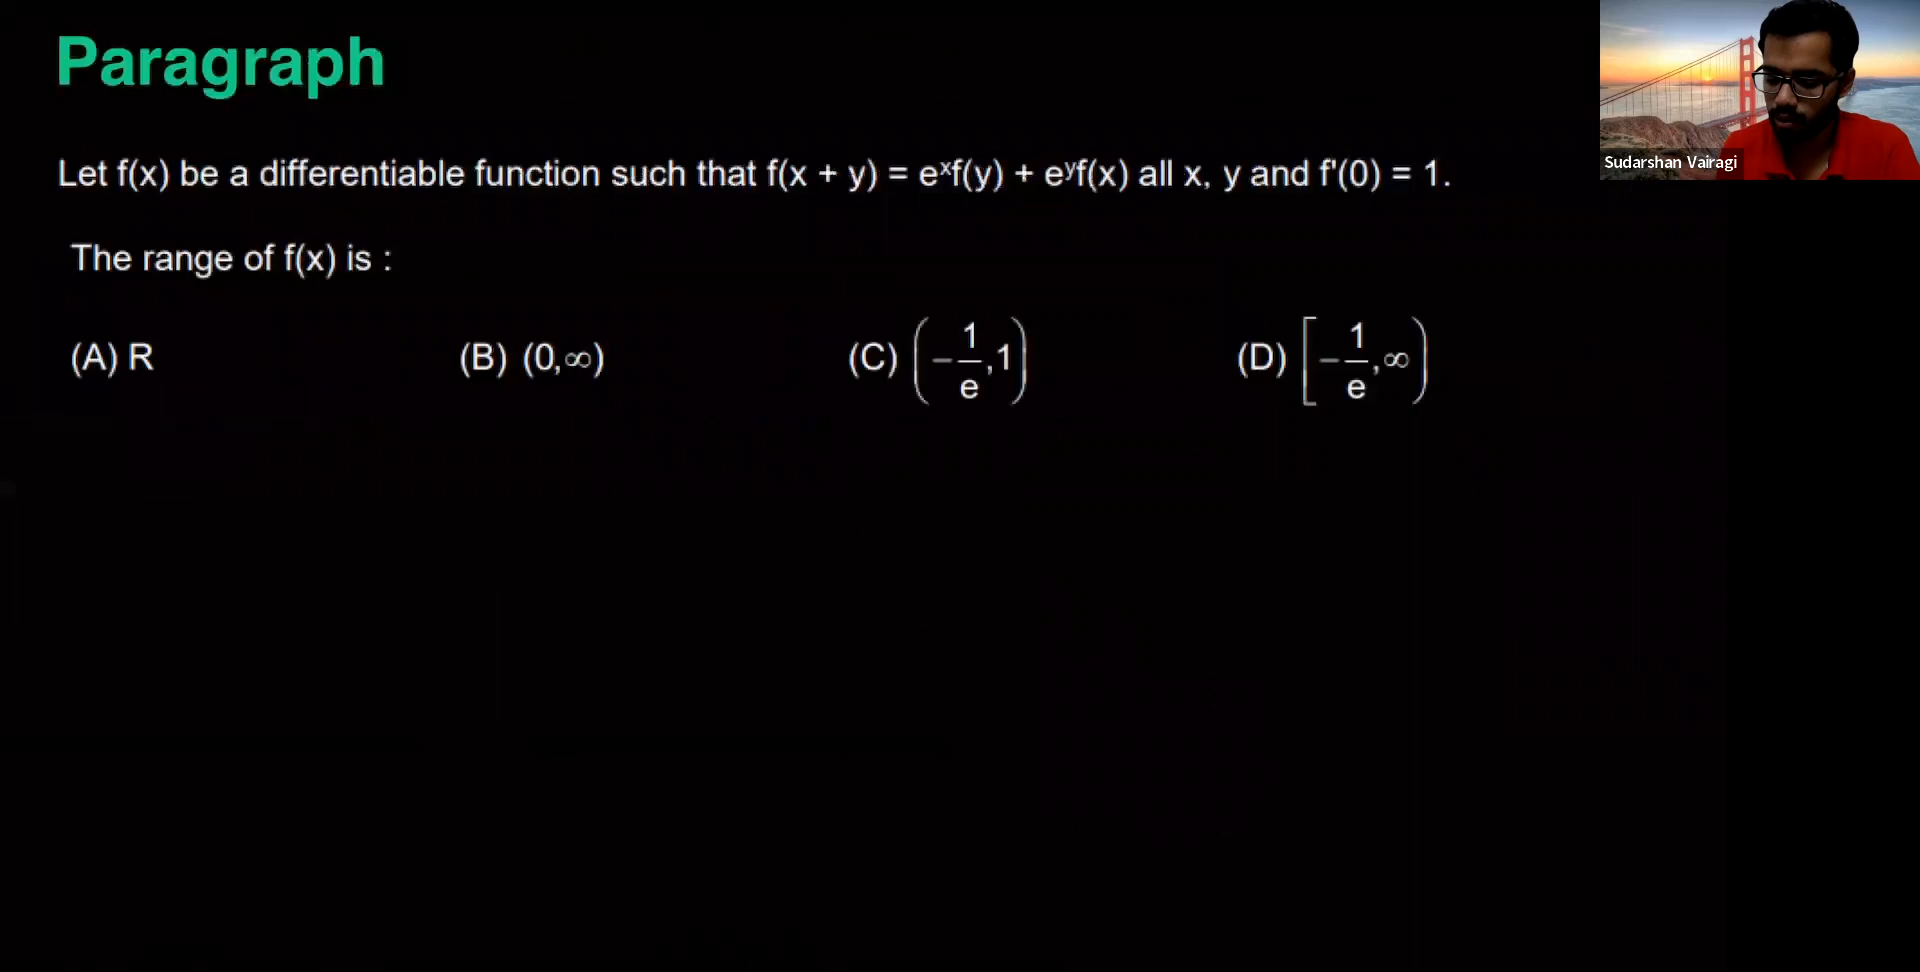 Paragraph
Sudarshan Vairagi
Let f(x) be a differentiable function such that f(x + y) = eˣf(y) + eʸf(x) all x, y and f'(0) = 1.
The range of f(x) is :
(A) R (B) (0,∞) (C) (-1/e,1) (D) [-1/e,∞)